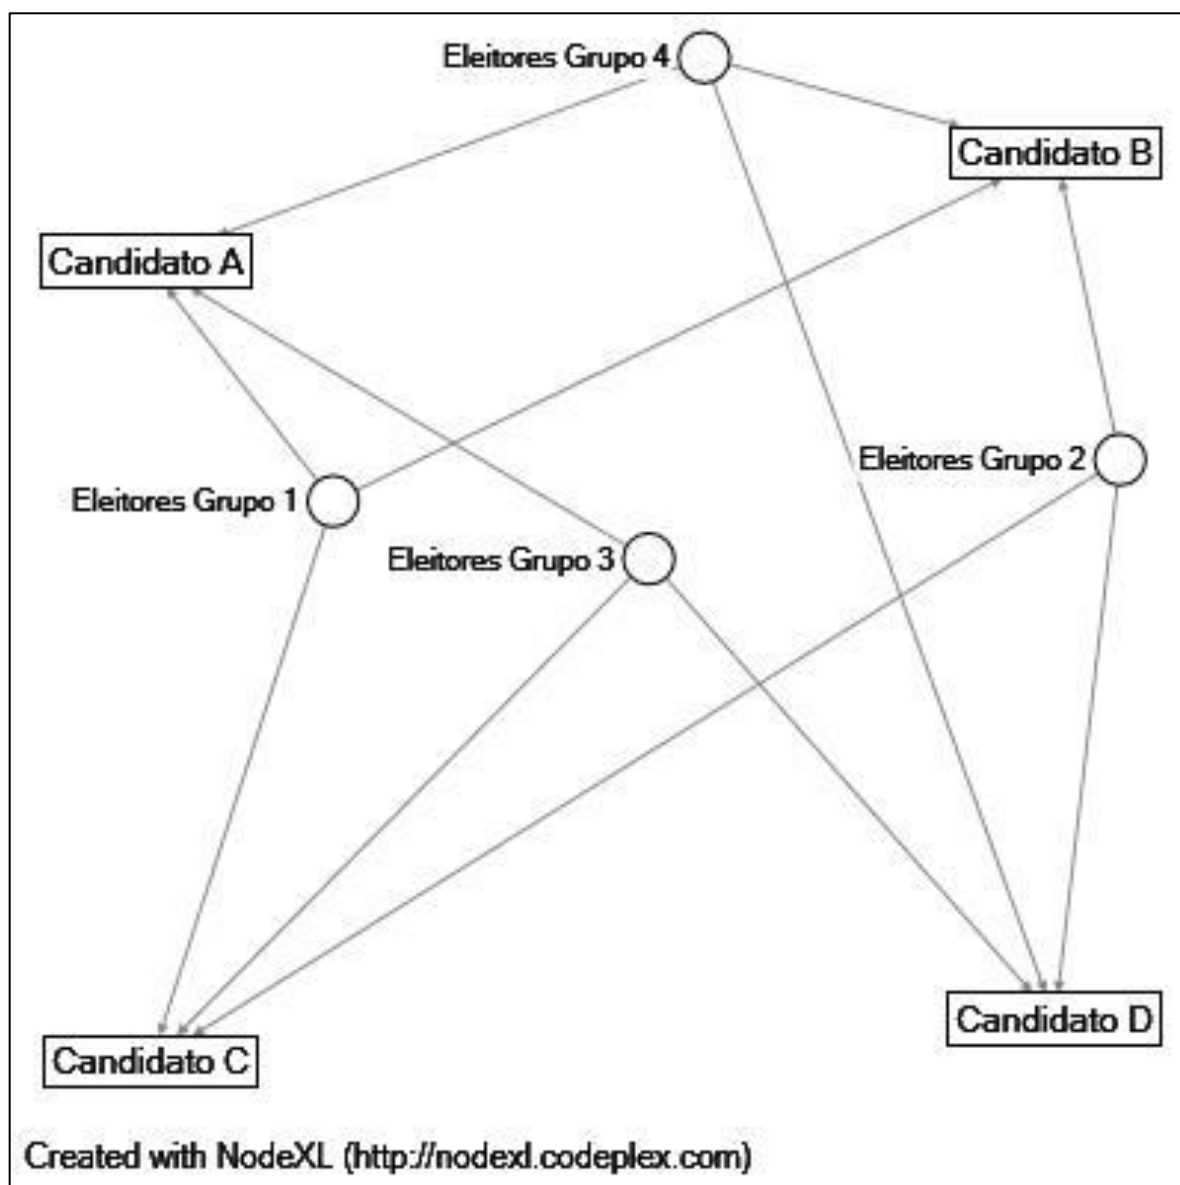 Eleitores Grupo 4
Candidato B
Candidato A
Eleitores Grupo 2
Eleitores Grupo 1
Eleitores Grupo 3
Candidato D
Candidato C
Created with NodeXL (http://nodexl.codeplex.com)